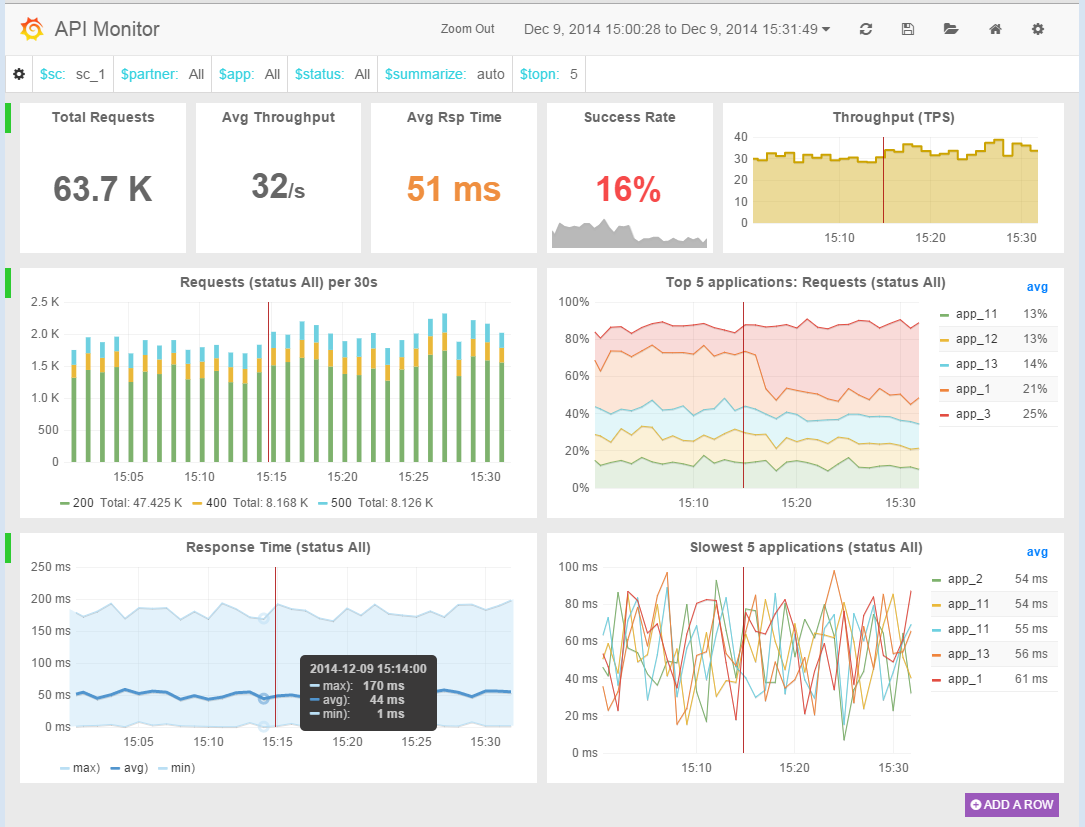 API Monitor
Zoom Out
Dec 9, 2014 15:00:28 to Dec 9, 2014 15:31:49
$sc: sc_1 $partner: All $app: All $status: All $summarize: auto $topn: 5
Total Requests
63.7 K
Avg Throughput
32/s
Avg Rsp Time
51 ms
Success Rate
16%
Throughput (TPS)
40
30
20
10
0
15:10 15:20 15:30
Requests (status All) per 30s
2.5 K
2.0 K
1.5 K
1.0 K
500
0
15:05 15:10 15:15 15:20 15:25 15:30
200 Total: 47.425 K 400 Total: 8.168 K 500 Total: 8.126 K
Top 5 applications: Requests (status All)
100%
80%
60%
40%
20%
0%
15:10 15:20 15:30
avg
app_11 13%
app_12 13%
app_13 14%
app_1 21%
app_3 25%
Response Time (status All)
250 ms
200 ms
150 ms
100 ms
50 ms
0 ms
2014-12-09 15:14:00
max): 170 ms
avg): 44 ms
min): 1 ms
15:05 15:10 15:15 15:20 15:25 15:30
max) avg) min)
Slowest 5 applications (status All)
100 ms
80 ms
60 ms
40 ms
20 ms
0 ms
15:10 15:20 15:30
avg
app_2 54 ms
app_11 54 ms
app_11 55 ms
app_13 56 ms
app_1 61 ms
ADD A ROW